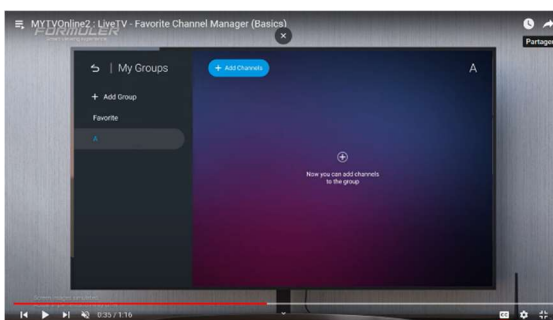 MYTVOnline2 : LiveTV - Favorite Channel Manager (Basics)
FORMULER
Partager
My Groups
+ Add Channels
A
+ Add Group
Favorite
A
Now you can add channels
to the group
0:35 / 1:16
CC